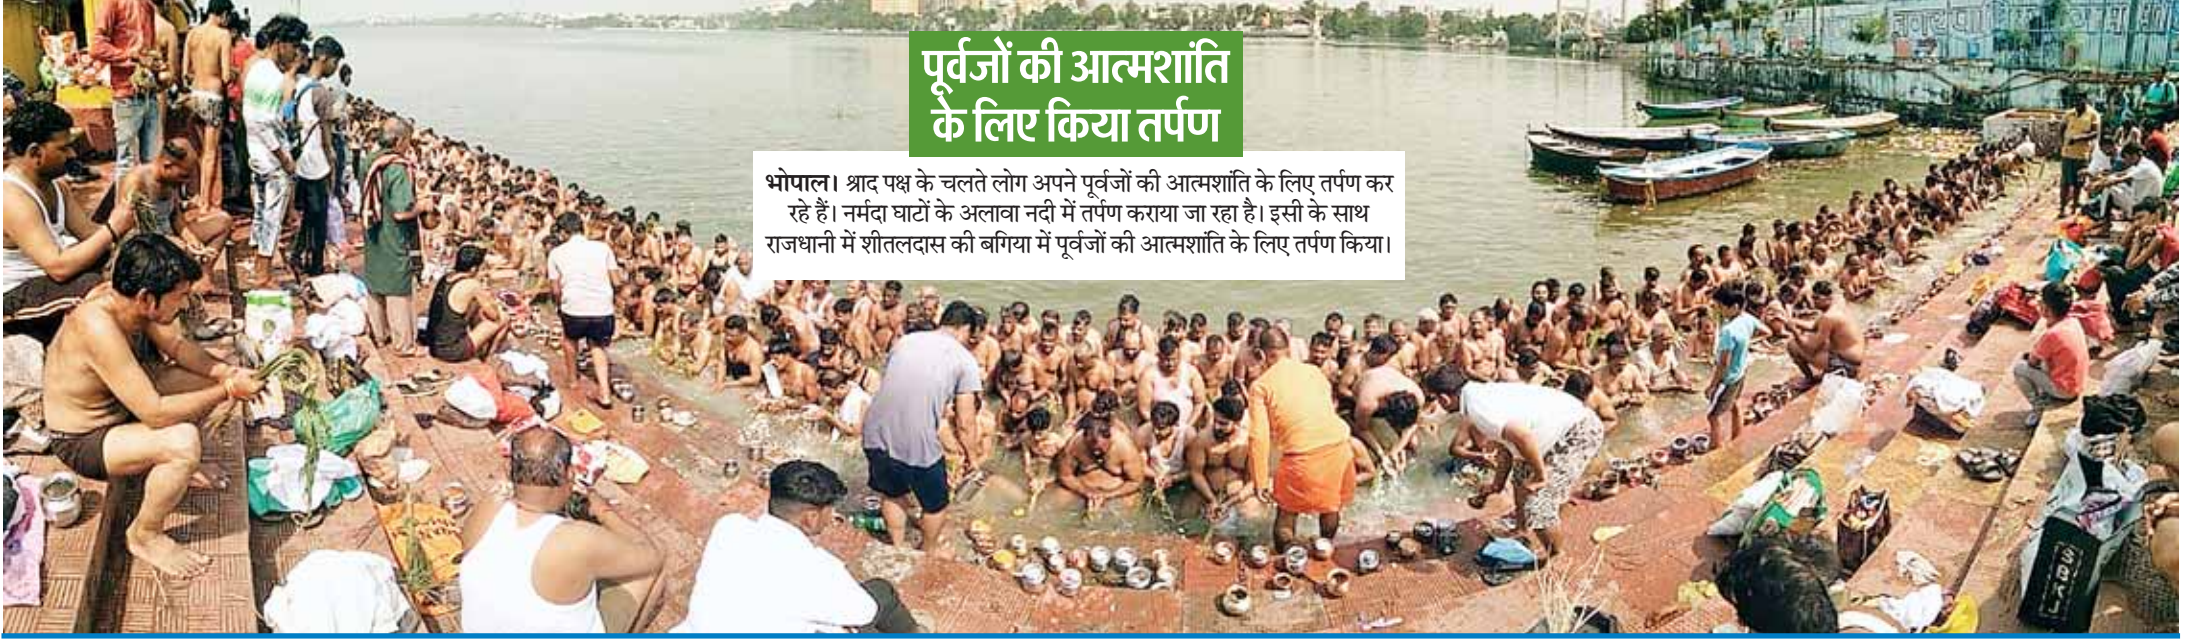 पूर्वजों की आत्मशांति
के लिए किया तर्पण
भोपाल। श्राद पक्ष के चलते लोग अपने पूर्वजों की आत्मशांति के लिए तर्पण कर
रहे हैं। नर्मदा घाटों के अलावा नदी में तर्पण कराया जा रहा है। इसी के साथ
राजधानी में शीतलदास की बगिया में पूर्वजों की आत्मशांति के लिए तर्पण किया।